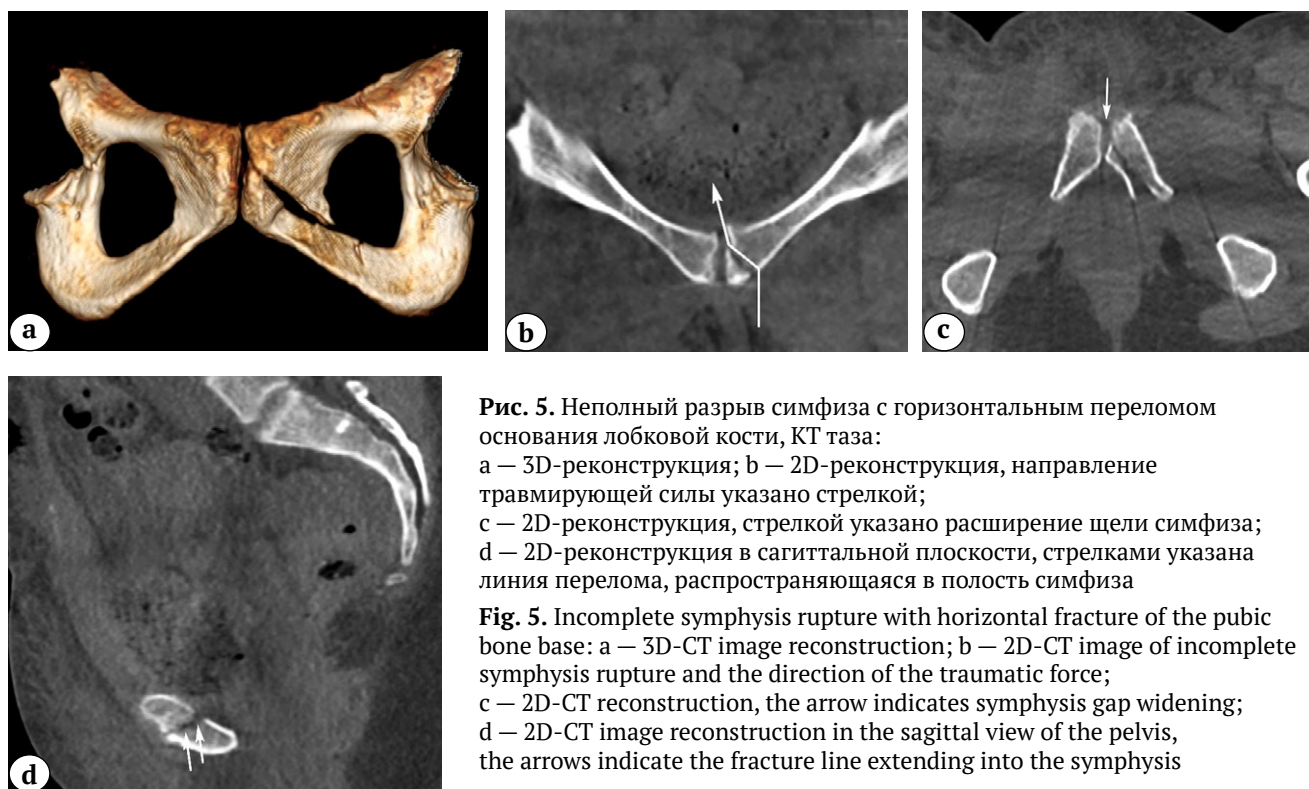 a
b
c
d
Рис. 5. Неполный разрыв симфиза с горизонтальным переломом
основания лобковой кости, КТ таза:
a — 3D-реконструкция; b — 2D-реконструкция, направление
травмирующей силы указано стрелкой;
c — 2D-реконструкция, стрелкой указано расширение щели симфиза;
d — 2D-реконструкция в сагиттальной плоскости, стрелками указана
линия перелома, распространяющаяся в полость симфиза
Fig. 5. Incomplete symphysis rupture with horizontal fracture of the pubic
bone base: a — 3D-CT image reconstruction; b — 2D-CT image of incomplete
symphysis rupture and the direction of the traumatic force;
c — 2D-CT reconstruction, the arrow indicates symphysis gap widening;
d — 2D-CT image reconstruction in the sagittal view of the pelvis,
the arrows indicate the fracture line extending into the symphysis